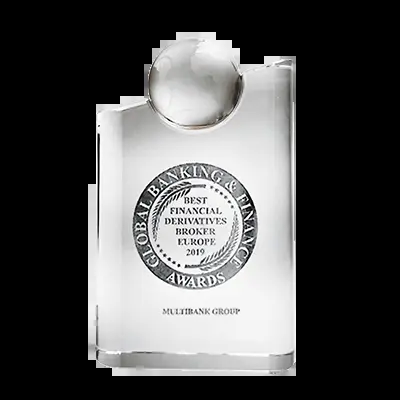 GLOBAL BANKING & FINANCE
BEST
FINANCIAL
DERIVATIVES
BROKER
EUROPE
2019
AWARDS
MULTIBANK GROUP